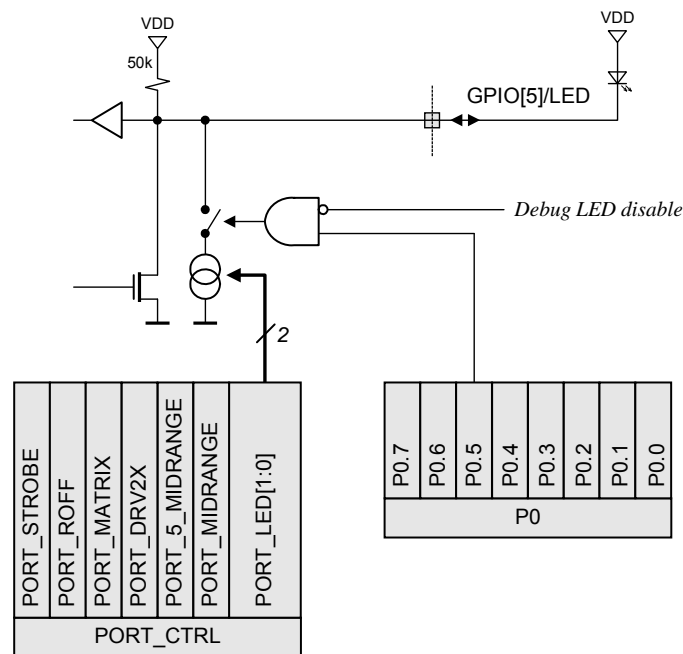 VDD
VDD
50k
GPIO[5]/LED
Debug LED disable
2
PORT_STROBE
PORT_ROFF
PORT_MATRIX
PORT_DRV2X
PORT_5_MIDRANGE
PORT_MIDRANGE
PORT_LED[1:0]
PORT_CTRL
P0.7
P0.6
P0.5
P0.4
P0.3
P0.2
P0.1
P0.0
P0